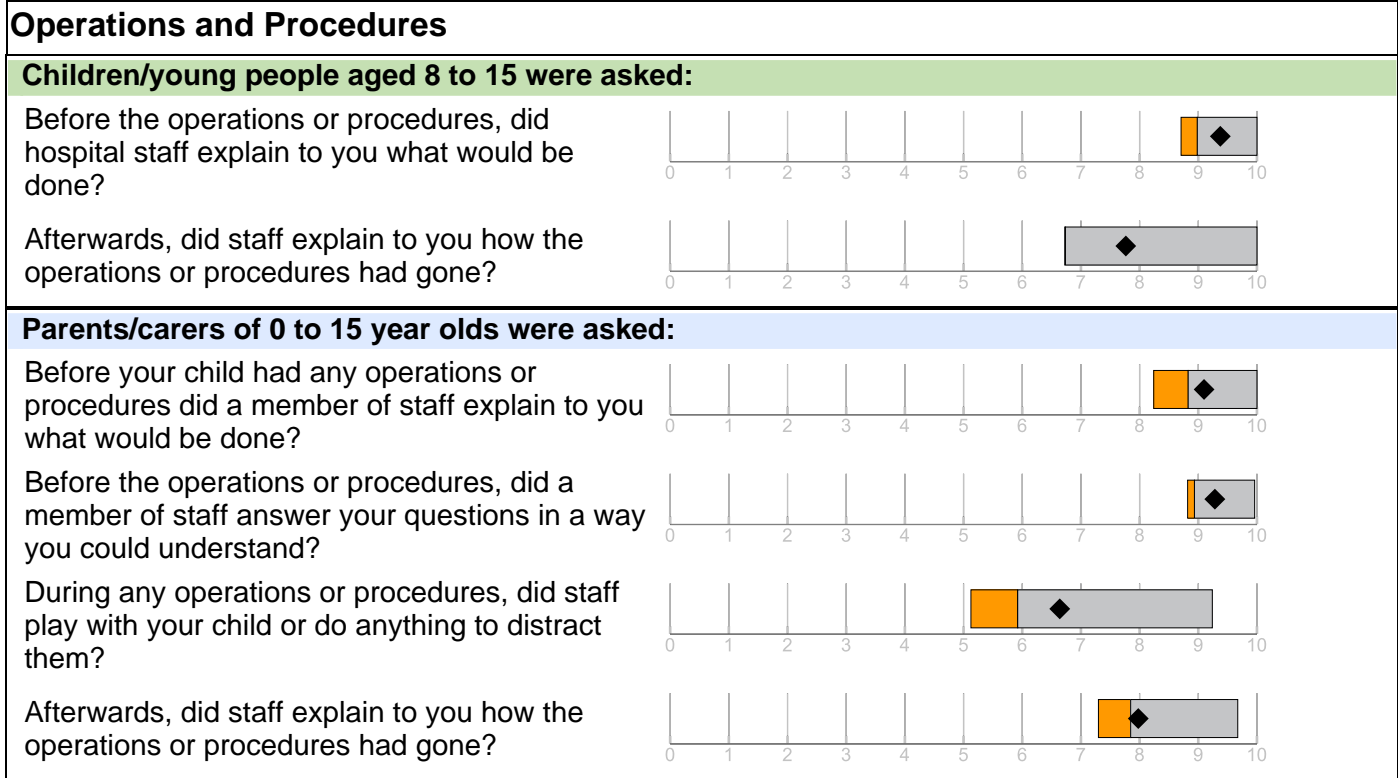 Operations and Procedures
Children/young people aged 8 to 15 were asked:
Before the operations or procedures, did
hospital staff explain to you what would be
done?
0 1 2 3 4 5 6 7 8 9 10
Afterwards, did staff explain to you how the
operations or procedures had gone?
0 1 2 3 4 5 6 7 8 9 10
Parents/carers of 0 to 15 year olds were asked:
Before your child had any operations or
procedures did a member of staff explain to you
what would be done?
0 1 2 3 4 5 6 7 8 9 10
Before the operations or procedures, did a
member of staff answer your questions in a way
you could understand?
0 1 2 3 4 5 6 7 8 9 10
During any operations or procedures, did staff
play with your child or do anything to distract
them?
0 1 2 3 4 5 6 7 8 9 10
Afterwards, did staff explain to you how the
operations or procedures had gone?
0 1 2 3 4 5 6 7 8 9 10